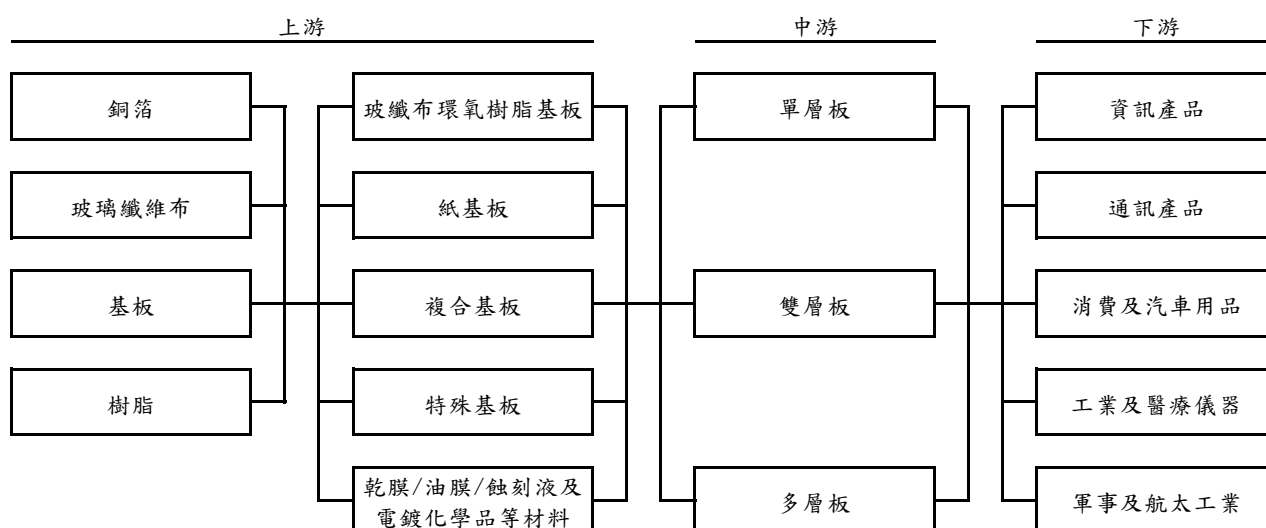 上游
中游
下游
銅箔
玻纖布環氧樹脂基板
單層板
資訊產品
玻璃纖維布
紙基板
通訊產品
基板
複合基板
雙層板
消費及汽車用品
樹脂
特殊基板
工業及醫療儀器
乾膜/油膜/蝕刻液及
電鍍化學品等材料
多層板
軍事及航太工業